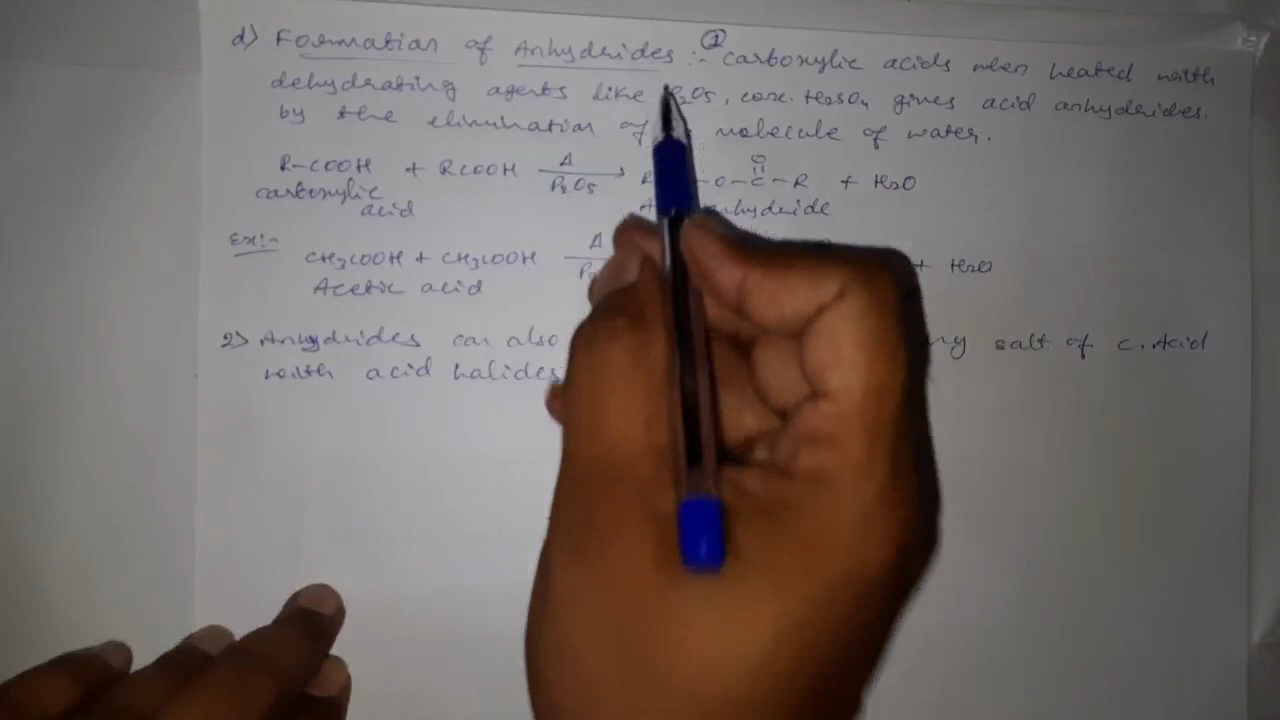 d) Formation of Anhydrides :- ① carboxylic acids when heated with
dehydrating agents like P2O5, conc. H2SO4 gives acid anhydrides.
by the elimination of molecule of water.
R-COOH + RCOOH Δ P2O5 → R -O-C-R O + H2O
carboxylic anhydride
acid
Ex:- CH3COOH + CH3COOH Δ + H2O
Acetic acid
2) Anhydrides can also salt of C. Acid
with acid halides